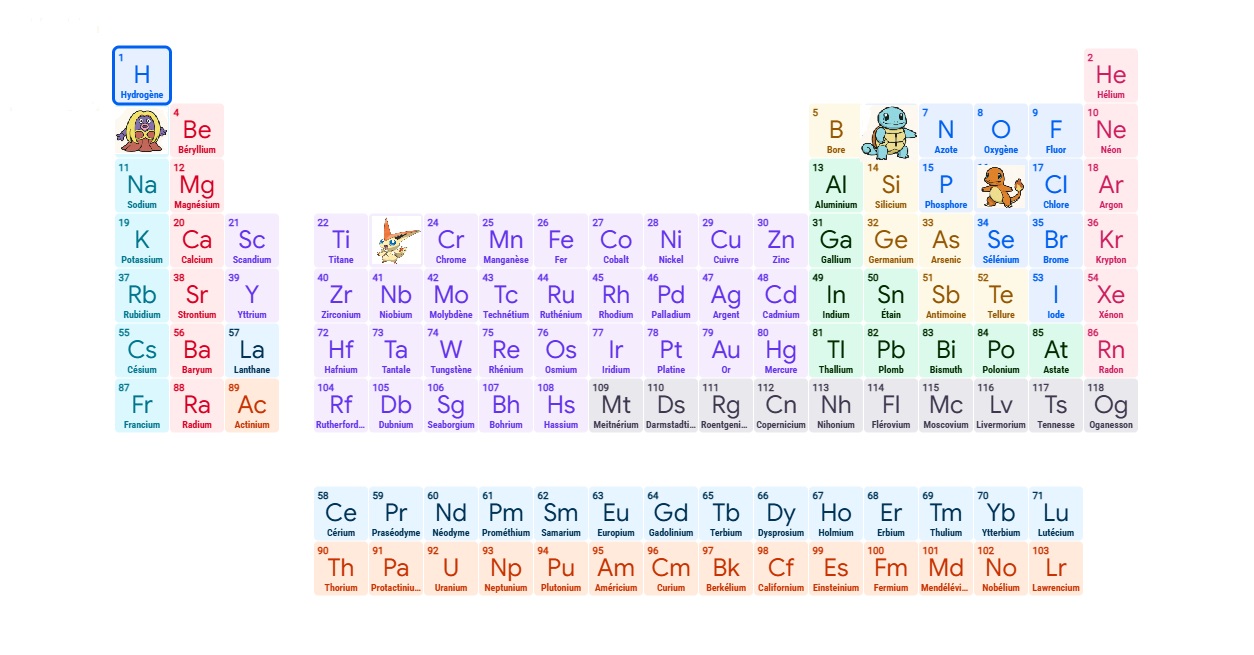 1 2
H He
Hydrogène Hélium
4 5 7 8 9 10
Be B N O F Ne
Béryllium Bore Azote Oxygène Fluor Néon
11 12 13 14 15 17 18
Na Mg Al Si P Cl Ar
Sodium Magnésium Aluminium Silicium Phosphore Chlore Argon
19 20 21 22 24 25 26 27 28 29 30 31 32 33 34 35 36
K Ca Sc Ti Cr Mn Fe Co Ni Cu Zn Ga Ge As Se Br Kr
Potassium Calcium Scandium Titane Chrome Manganèse Fer Cobalt Nickel Cuivre Zinc Gallium Germanium Arsenic Sélénium Brome Krypton
37 38 39 40 41 42 43 44 45 46 47 48 49 50 51 52 53 54
Rb Sr Y Zr Nb Mo Tc Ru Rh Pd Ag Cd In Sn Sb Te I Xe
Rubidium Strontium Yttrium Zirconium Niobium Molybdène Technétium Ruthénium Rhodium Palladium Argent Cadmium Indium Étain Antimoine Tellure Iode Xénon
55 56 57 72 73 74 75 76 77 78 79 80 81 82 83 84 85 86
Cs Ba La Hf Ta W Re Os Ir Pt Au Hg Tl Pb Bi Po At Rn
Césium Baryum Lanthane Hafnium Tantale Tungstène Rhénium Osmium Iridium Platine Or Mercure Thallium Plomb Bismuth Polonium Astate Radon
87 88 89 104 105 106 107 108 109 110 111 112 113 114 115 116 117 118
Fr Ra Ac Rf Db Sg Bh Hs Mt Ds Rg Cn Nh Fl Mc Lv Ts Og
Francium Radium Actinium Rutherford... Dubnium Seaborgium Bohrium Hassium Meitnérium Darmstadti... Roentgeni... Copernicium Nihonium Flérovium Moscovium Livermorium Tennesse Oganesson
58 59 60 61 62 63 64 65 66 67 68 69 70 71
Ce Pr Nd Pm Sm Eu Gd Tb Dy Ho Er Tm Yb Lu
Cérium Praséodyme Néodyme Prométhium Samarium Europium Gadolinium Terbium Dysprosium Holmium Erbium Thulium Ytterbium Lutécium
90 91 92 93 94 95 96 97 98 99 100 101 102 103
Th Pa U Np Pu Am Cm Bk Cf Es Fm Md No Lr
Thorium Protactiniu... Uranium Neptunium Plutonium Américium Curium Berkélium Californium Einsteinium Fermium Mendélévi... Nobélium Lawrencium